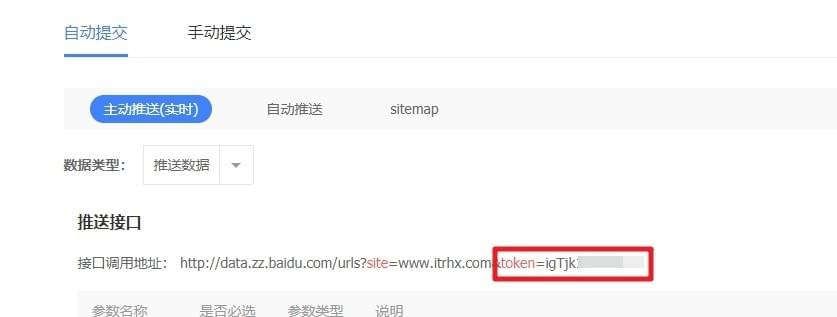 自动提交 手动提交
主动推送(实时) 自动推送 sitemap
数据类型： 推送数据
推送接口
接口调用地址： http://data.zz.baidu.com/urls?site=www.itrhx.com&token=igTjk
参数名称 是否必选 参数类型 说明